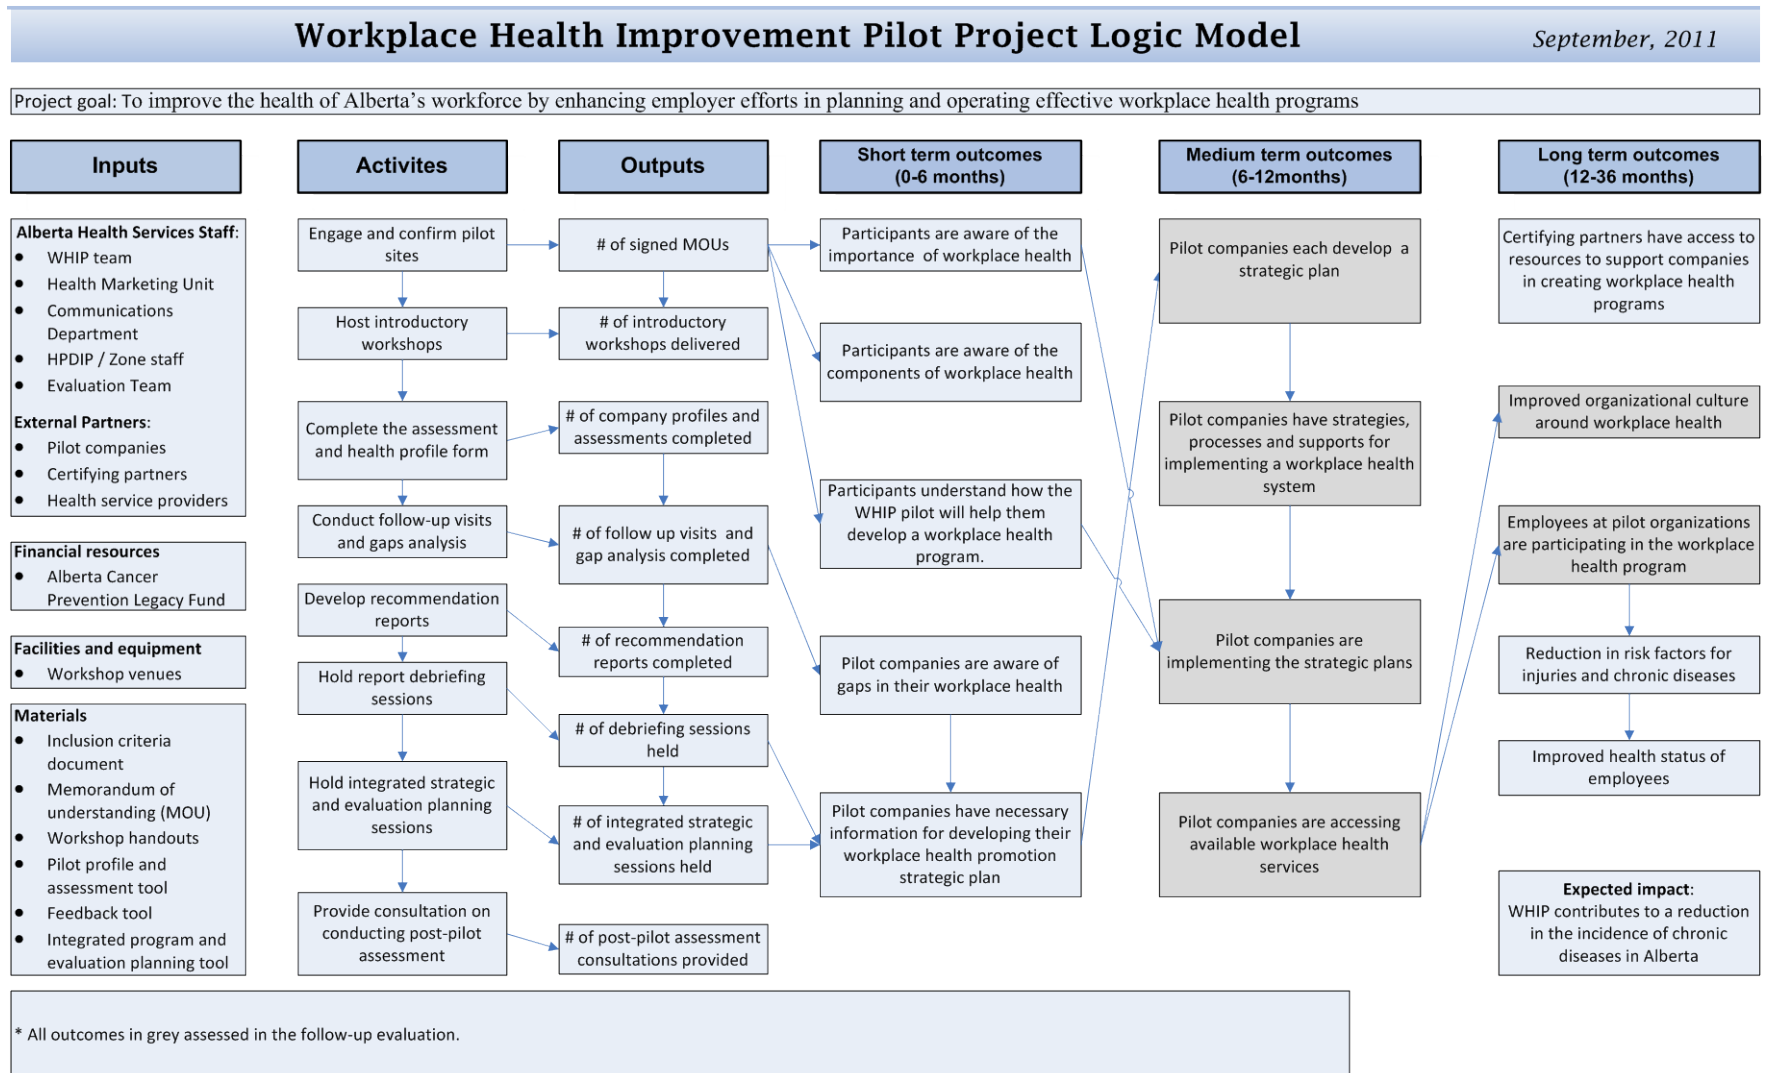 Workplace Health Improvement Pilot Project Logic Model
September, 2011
Project goal: To improve the health of Alberta’s workforce by enhancing employer efforts in planning and operating effective workplace health programs
Inputs
Alberta Health Services Staff:
● WHIP team
● Health Marketing Unit
● Communications
Department
● HPDIP / Zone staff
● Evaluation Team
External Partners:
● Pilot companies
● Certifying partners
● Health service providers
Financial resources
● Alberta Cancer
Prevention Legacy Fund
Facilities and equipment
● Workshop venues
Materials
● Inclusion criteria
document
● Memorandum of
understanding (MOU)
● Workshop handouts
● Pilot profile and
assessment tool
● Feedback tool
● Integrated program and
evaluation planning tool
Activites
Engage and confirm pilot
sites
Host introductory
workshops
Complete the assessment
and health profile form
Conduct follow-up visits
and gaps analysis
Develop recommendation
reports
Hold report debriefing
sessions
Hold integrated strategic
and evaluation planning
sessions
Provide consultation on
conducting post-pilot
assessment
Outputs
# of signed MOUs
# of introductory
workshops delivered
# of company profiles and
assessments completed
# of follow up visits and
gap analysis completed
# of recommendation
reports completed
# of debriefing sessions
held
# of integrated strategic
and evaluation planning
sessions held
# of post-pilot assessment
consultations provided
Short term outcomes
(0-6 months)
Participants are aware of the
importance of workplace health
Participants are aware of the
components of workplace health
Participants understand how the
WHIP pilot will help them
develop a workplace health
program.
Pilot companies are aware of
gaps in their workplace health
Pilot companies have necessary
information for developing their
workplace health promotion
strategic plan
Medium term outcomes
(6-12months)
Pilot companies each develop a
strategic plan
Pilot companies have strategies,
processes and supports for
implementing a workplace health
system
Pilot companies are
implementing the strategic plans
Pilot companies are accessing
available workplace health
services
Long term outcomes
(12-36 months)
Certifying partners have access to
resources to support companies
in creating workplace health
programs
Improved organizational culture
around workplace health
Employees at pilot organizations
are participating in the workplace
health program
Reduction in risk factors for
injuries and chronic diseases
Improved health status of
employees
Expected impact:
WHIP contributes to a reduction
in the incidence of chronic
diseases in Alberta
* All outcomes in grey assessed in the follow-up evaluation.